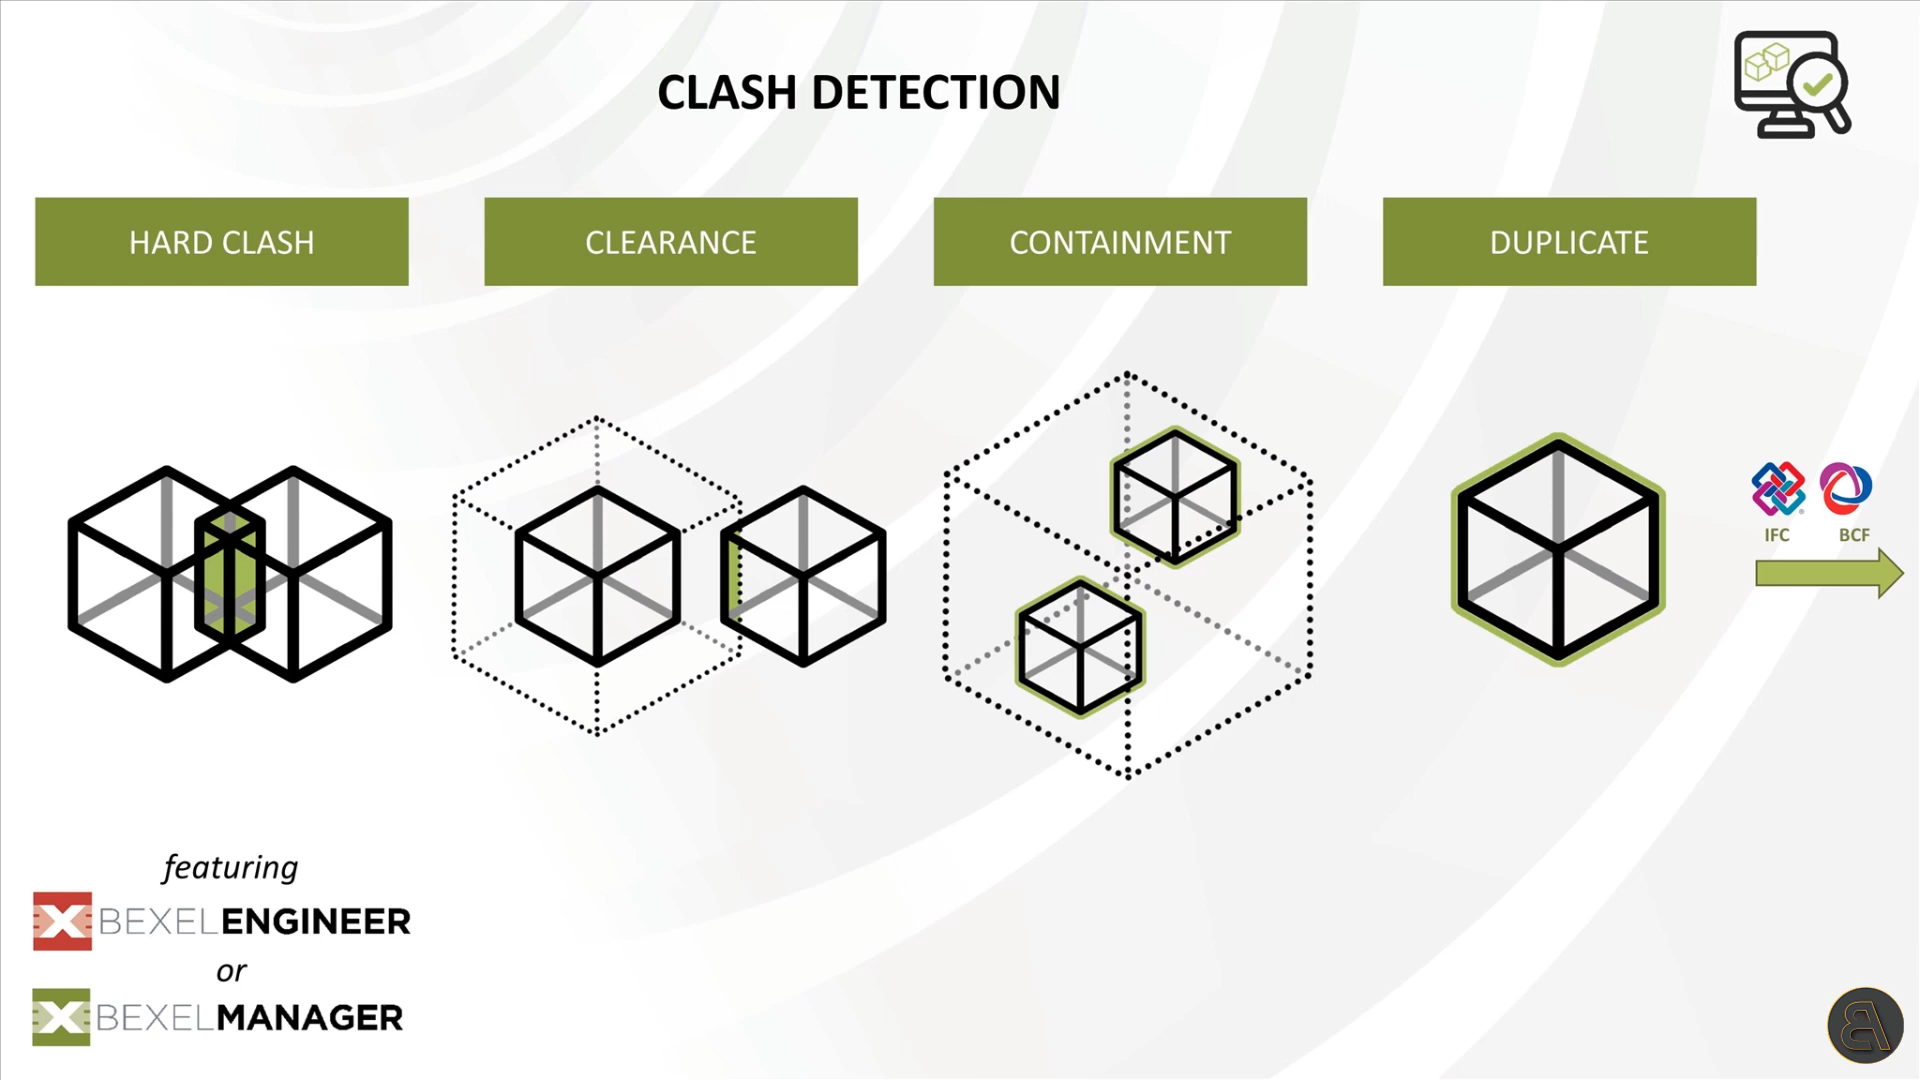 CLASH DETECTION
HARD CLASH
CLEARANCE
CONTAINMENT
DUPLICATE
IFC
BCF
featuring
BEXELENGINEER
or
BEXELMANAGER